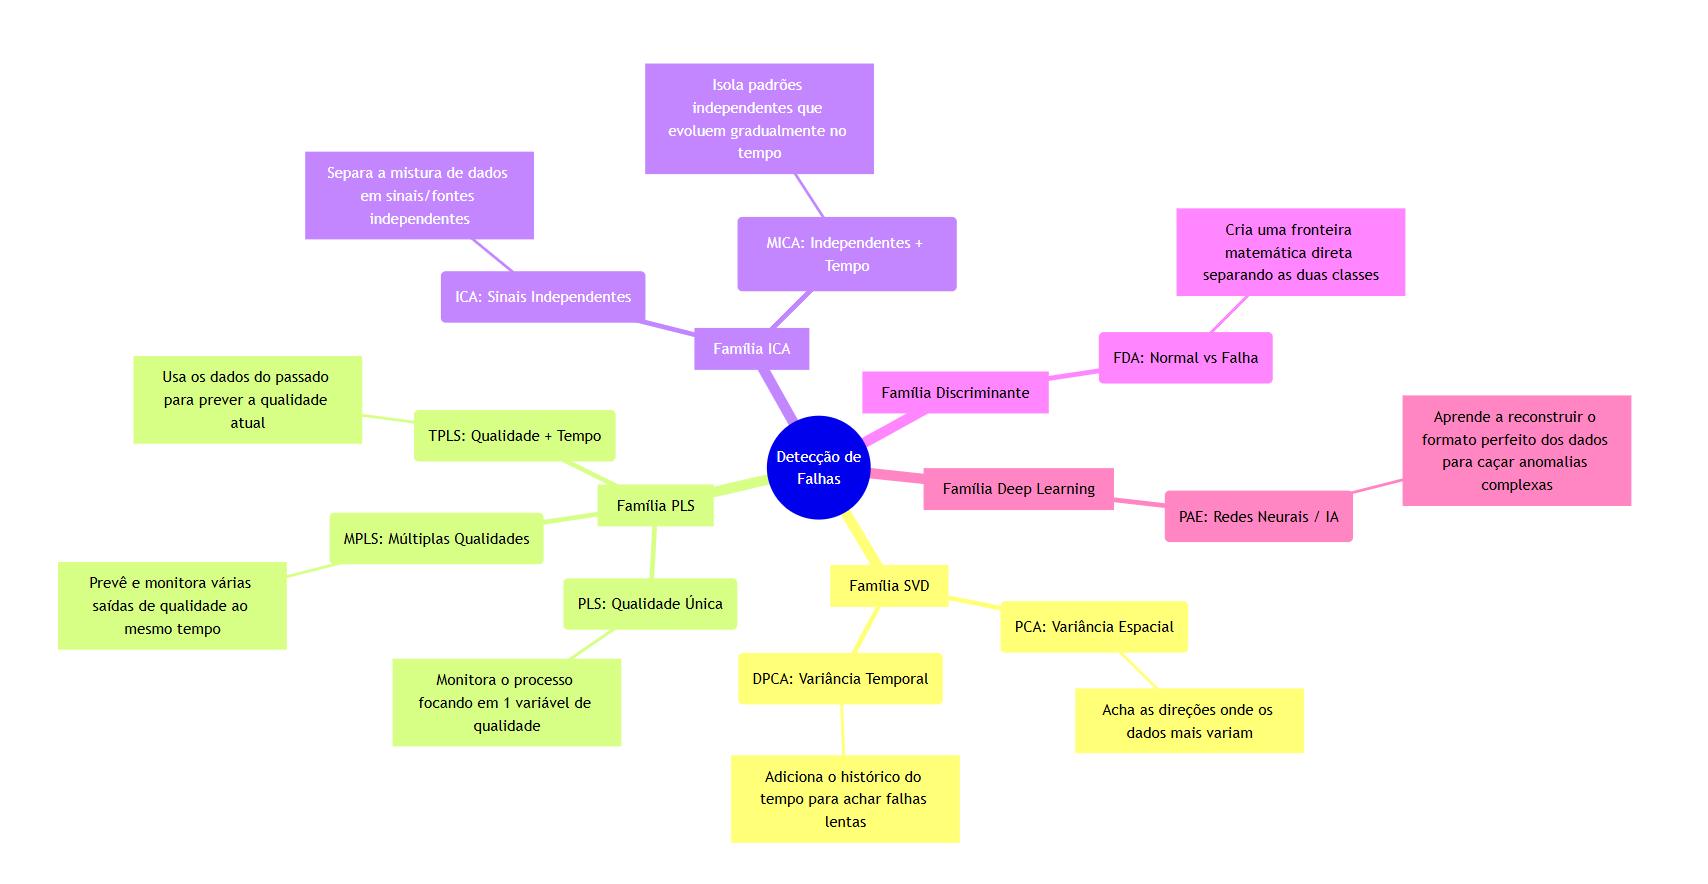 Isola padrões
independentes que
evoluem gradualmente no
tempo
Separa a mistura de dados
em sinais/fontes
independentes
MICA: Independentes +
Tempo
ICA: Sinais Independentes
Família ICA
Cria uma fronteira
matemática direta
separando as duas classes
FDA: Normal vs Falha
Família Discriminante
Usa os dados do passado
para prever a qualidade
atual
TPLS: Qualidade + Tempo
Detecção de
Falhas
Aprende a reconstruir o
formato perfeito dos dados
para caçar anomalias
complexas
Família Deep Learning
PAE: Redes Neurais / IA
Família PLS
MPLS: Múltiplas Qualidades
Prevê e monitora várias
saídas de qualidade ao
mesmo tempo
PLS: Qualidade Única
Monitora o processo
focando em 1 variável de
qualidade
Família SVD
PCA: Variância Espacial
DPCA: Variância Temporal
Acha as direções onde os
dados mais variam
Adiciona o histórico do
tempo para achar falhas
lentas